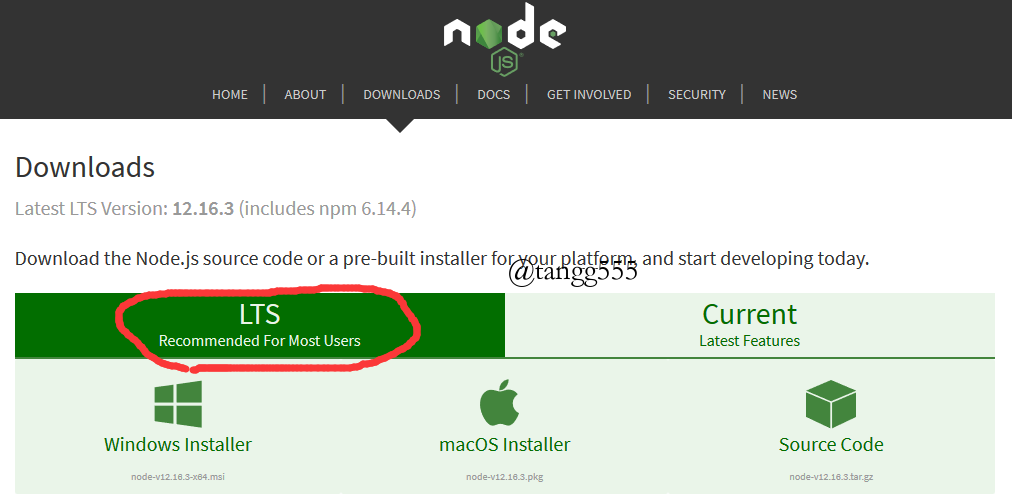 node
JS
HOME | ABOUT | DOWNLOADS | DOCS | GET INVOLVED | SECURITY | NEWS
Downloads
Latest LTS Version: 12.16.3 (includes npm 6.14.4)
Download the Node.js source code or a pre-built installer for your platform, and start developing today.
@tangg555
LTS
Recommended For Most Users
Current
Latest Features
Windows Installer
node-v12.16.3-x64.msi
macOS Installer
node-v12.16.3.pkg
Source Code
node-v12.16.3.tar.gz